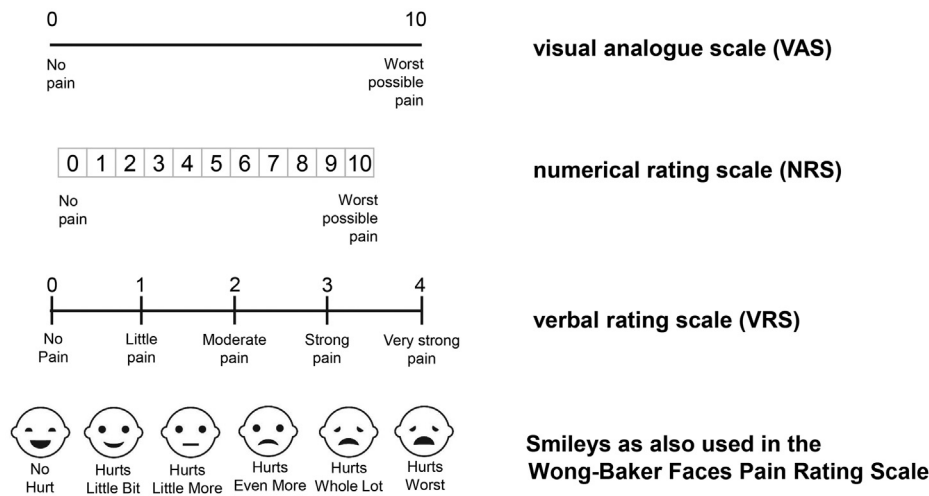 0 10
No pain
Worst possible pain
visual analogue scale (VAS)
0 1 2 3 4 5 6 7 8 9 10
No pain
Worst possible pain
numerical rating scale (NRS)
0 1 2 3 4
No Pain
Little pain
Moderate pain
Strong pain
Very strong pain
verbal rating scale (VRS)
No Hurt
Hurts Little Bit
Hurts Little More
Hurts Even More
Hurts Whole Lot
Hurts Worst
Smileys as also used in the
Wong-Baker Faces Pain Rating Scale